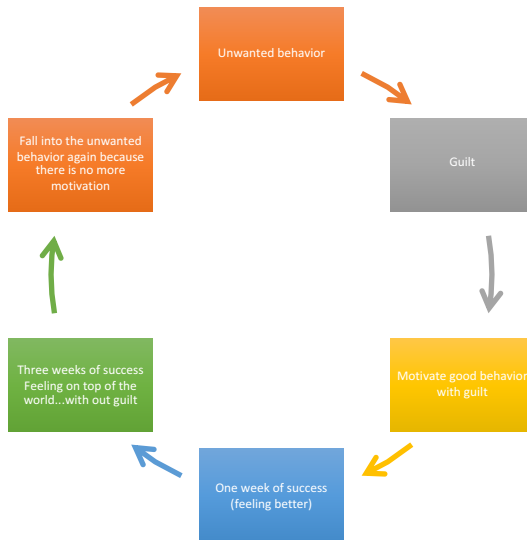 Unwanted behavior
Guilt
Motivate good behavior
with guilt
One week of success
(feeling better)
Three weeks of success
Feeling on top of the
world...with out guilt
Fall into the unwanted
behavior again because
there is no more
motivation